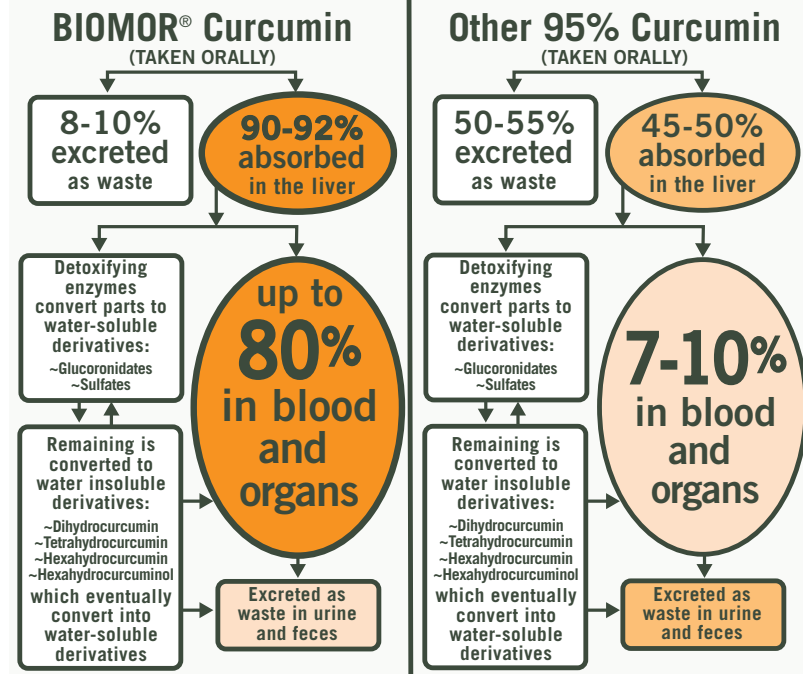 BIOMOR® Curcumin
(TAKEN ORALLY)
8-10%
excreted
as waste
90-92%
absorbed
in the liver
Detoxifying
enzymes
convert parts to
water-soluble
derivatives:
~Glucoronidates
~Sulfates
up to
80%
in blood
and
organs
Remaining is
converted to
water insoluble
derivatives:
~Dihydrocurcumin
~Tetrahydrocurcumin
~Hexahydrocurcumin
~Hexahydrocurcuminol
which eventually
convert into
water-soluble
derivatives
Excreted as
waste in urine
and feces
Other 95% Curcumin
(TAKEN ORALLY)
50-55%
excreted
as waste
45-50%
absorbed
in the liver
Detoxifying
enzymes
convert parts to
water-soluble
derivatives:
~Glucoronidates
~Sulfates
7-10%
in blood
and
organs
Remaining is
converted to
water insoluble
derivatives:
~Dihydrocurcumin
~Tetrahydrocurcumin
~Hexahydrocurcumin
~Hexahydrocurcuminol
which eventually
convert into
water-soluble
derivatives
Excreted as
waste in urine
and feces